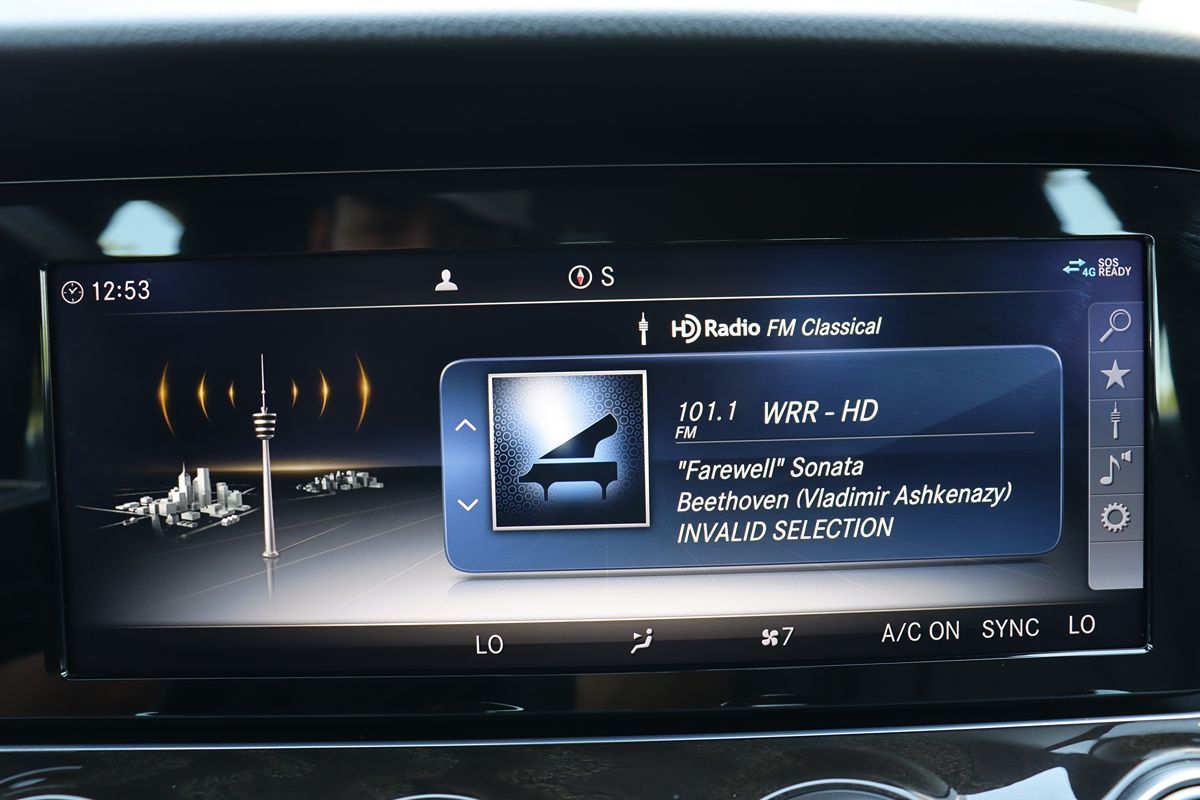 12:53
S
4G SOS READY
HD Radio FM Classical
101.1 FM WRR - HD
"Farewell" Sonata
Beethoven (Vladimir Ashkenazy)
INVALID SELECTION
LO 7 A/C ON SYNC LO